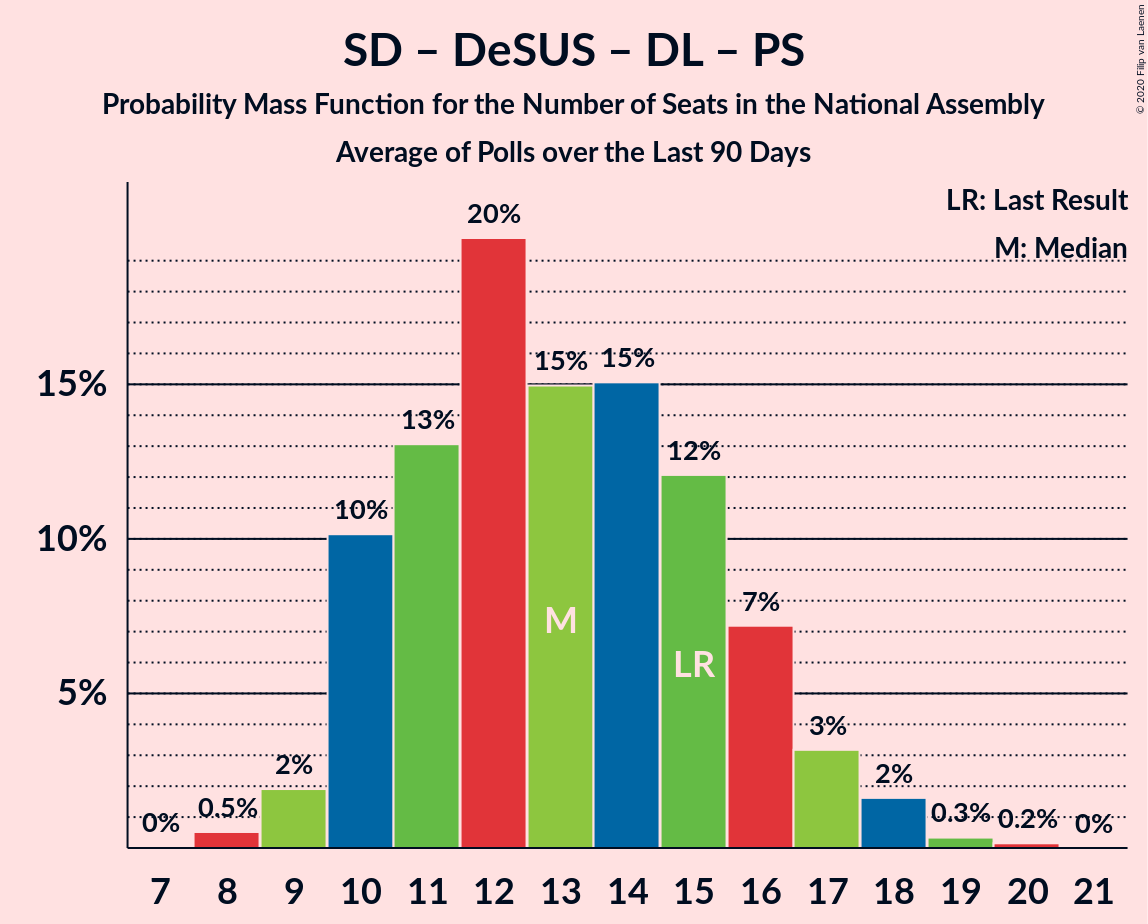 SD – DeSUS – DL – PS
Probability Mass Function for the Number of Seats in the National Assembly
Average of Polls over the Last 90 Days
© 2020 Filip van Laenen
LR: Last Result
M: Median
20%
15%
15%
15%
13%
12%
10%
10%
7%
M
LR
5%
3%
2%
2%
0.5%
0.3%
0.2%
0%
0%
7 8 9 10 11 12 13 14 15 16 17 18 19 20 21